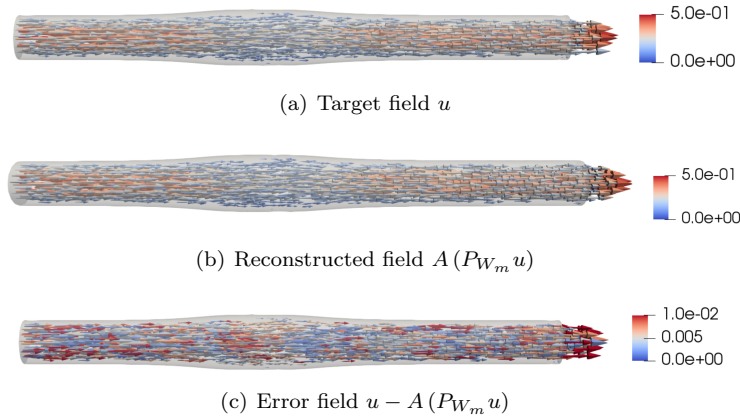 5.0e-01
0.0e+00
(a) Target field u
5.0e-01
0.0e+00
(b) Reconstructed field A (P_{W_m} u)
1.0e-02
0.005
0.0e+00
(c) Error field u − A (P_{W_m} u)